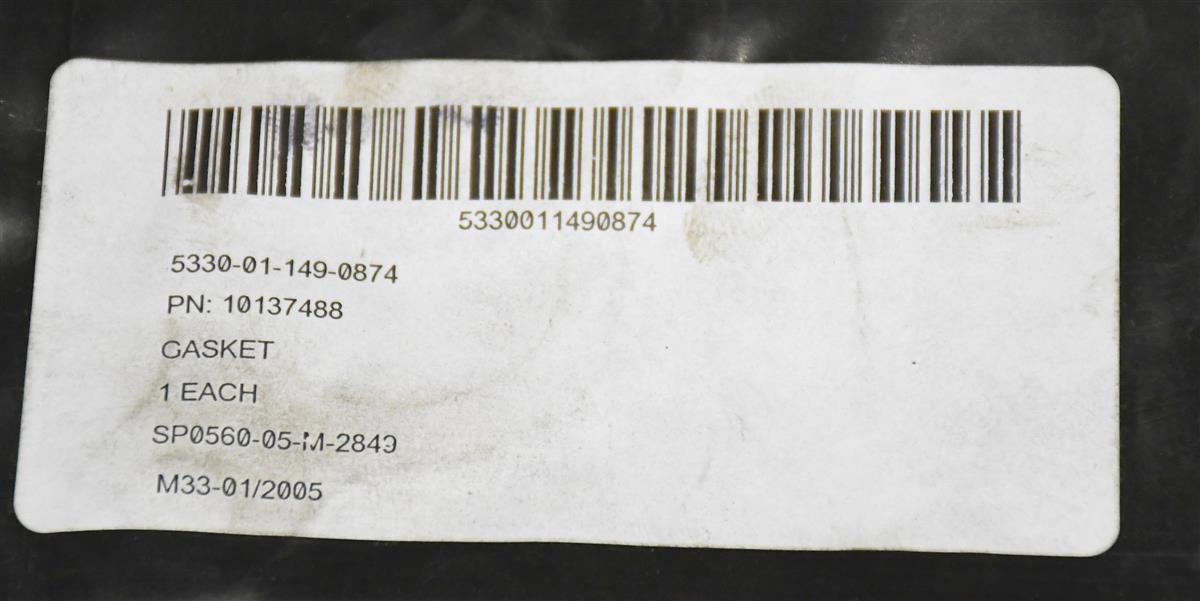 5330011490874
5330-01-149-0874
PN: 10137488
GASKET
1 EACH
SP0560-05-M-2849
M33-01/2005